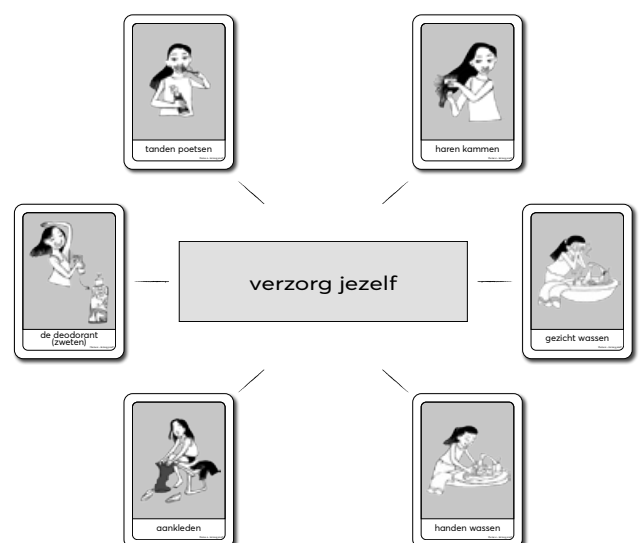 tanden poetsen
haren kammen
de deodorant
(zweten)
verzorg jezelf
gezicht wassen
aankleden
handen wassen